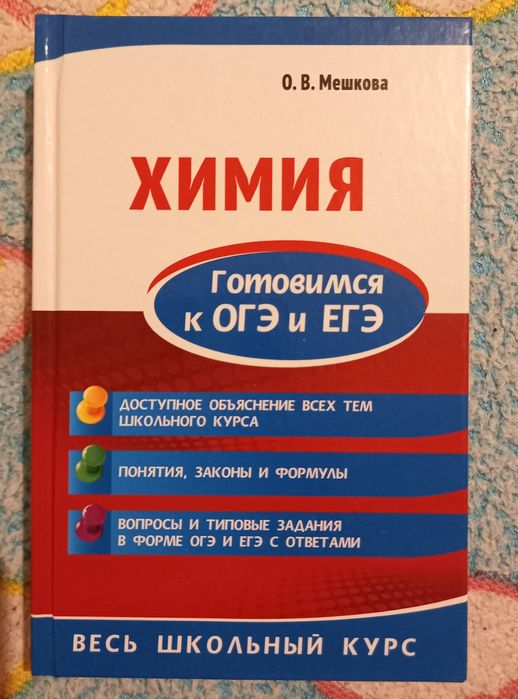 О. В. Мешкова
ХИМИЯ
Готовимся
к ОГЭ и ЕГЭ
ДОСТУПНОЕ ОБЪЯСНЕНИЕ ВСЕХ ТЕМ
ШКОЛЬНОГО КУРСА
ПОНЯТИЯ, ЗАКОНЫ И ФОРМУЛЫ
ВОПРОСЫ И ТИПОВЫЕ ЗАДАНИЯ
В ФОРМЕ ОГЭ И ЕГЭ С ОТВЕТАМИ
ВЕСЬ ШКОЛЬНЫЙ КУРС